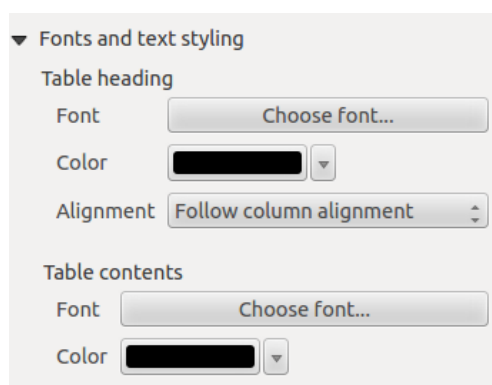 Fonts and text styling
Table heading
Font Choose font...
Color
Alignment Follow column alignment
Table contents
Font Choose font...
Color